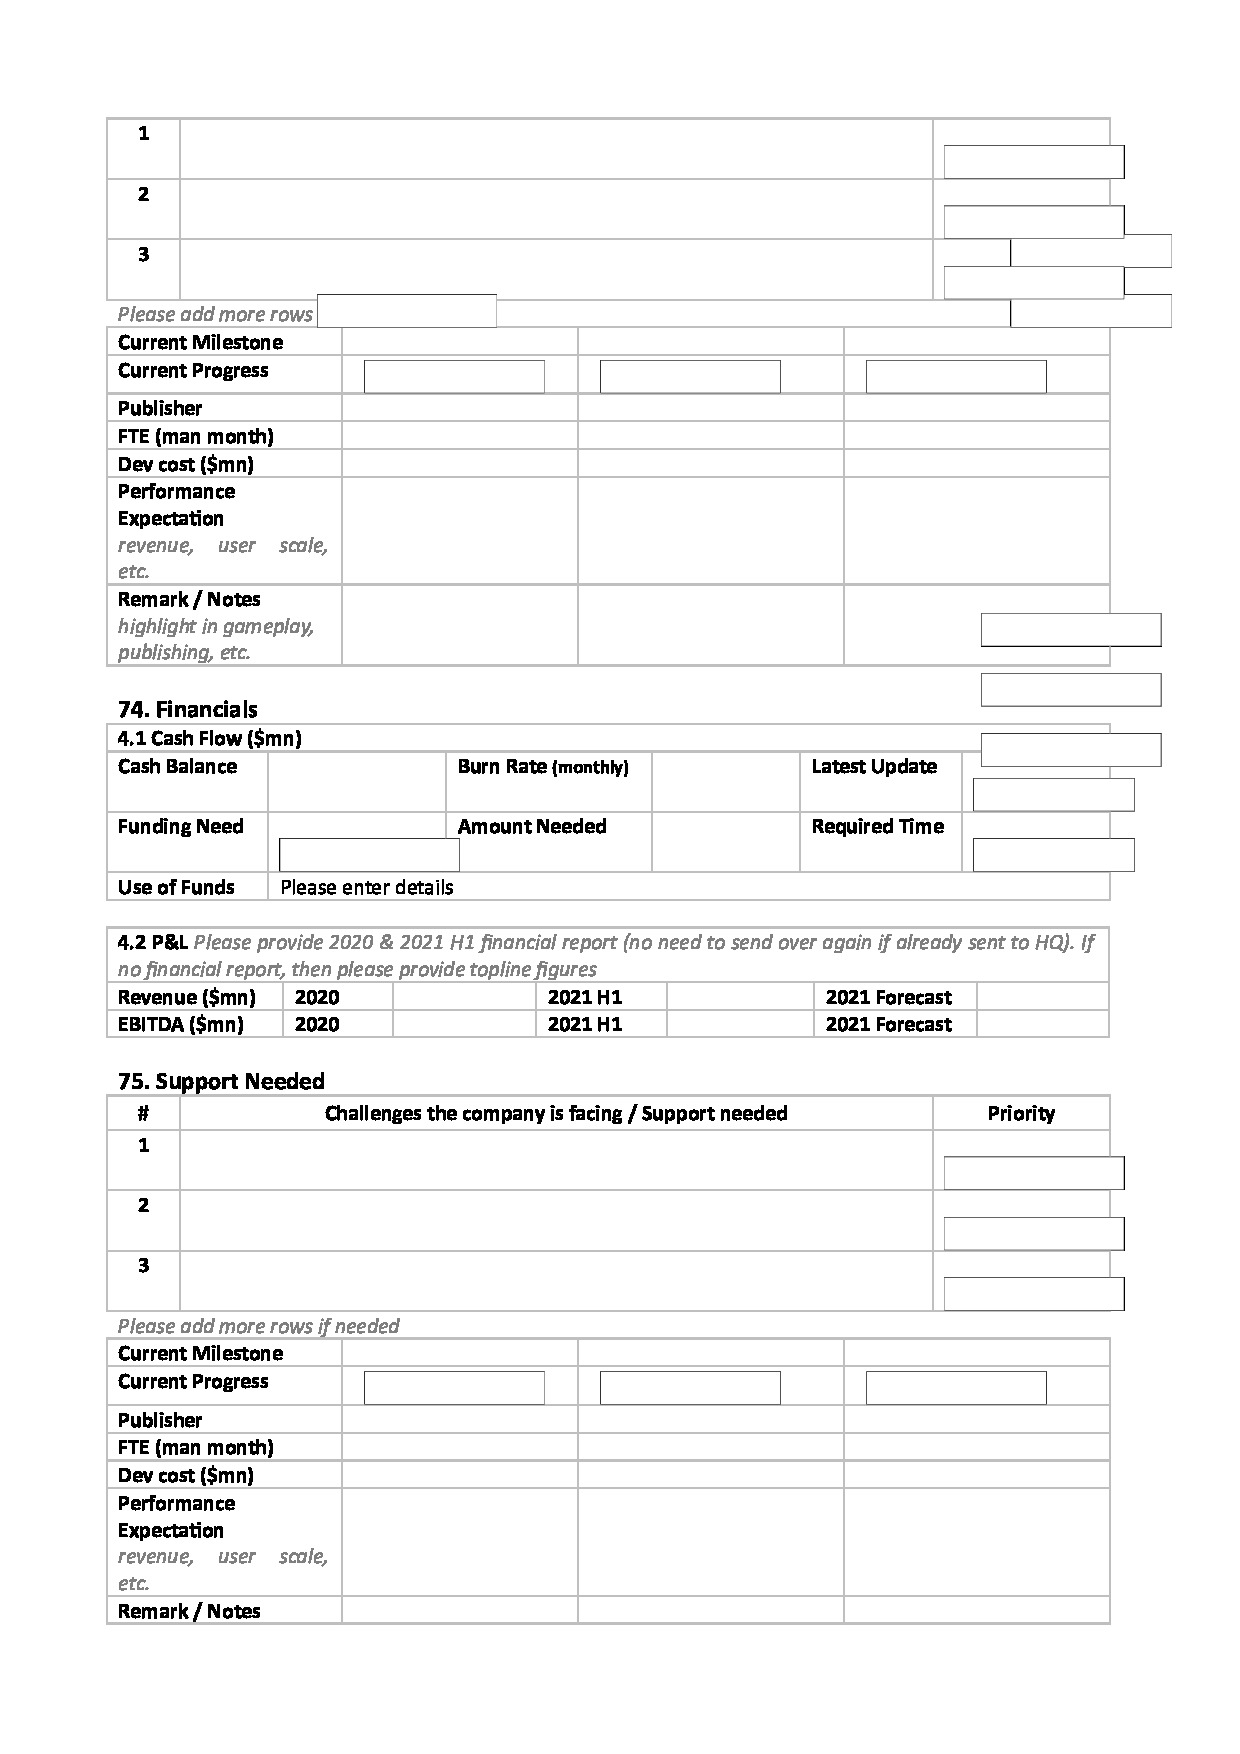 1
2
3
Please add more rows
Current Milestone
Current Progress
Publisher
FTE (man month)
Dev cost ($mn)
Performance
Expectation
revenue, user scale,
etc.
Remark / Notes
highlight in gameplay,
publishing, etc.
74. Financials
4.1 Cash Flow ($mn)
Cash Balance Burn Rate (monthly) Latest Update
Funding Need Amount Needed Required Time
Use of Funds Please enter details
4.2 P&L Please provide 2020 & 2021 H1 financial report (no need to send over again if already sent to HQ). If
no financial report, then please provide topline figures
Revenue ($mn) 2020 2021 H1 2021 Forecast
EBITDA ($mn) 2020 2021 H1 2021 Forecast
75. Support Needed
# Challenges the company is facing / Support needed Priority
1
2
3
Please add more rows if needed
Current Milestone
Current Progress
Publisher
FTE (man month)
Dev cost ($mn)
Performance
Expectation
revenue, user scale,
etc.
Remark / Notes